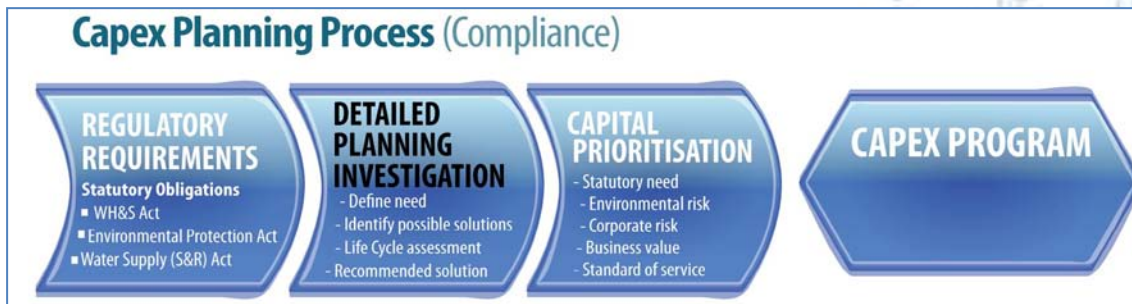 Capex Planning Process (Compliance)
REGULATORY
REQUIREMENTS
Statutory Obligations
▪ WH&S Act
▪ Environmental Protection Act
▪ Water Supply (S&R) Act
DETAILED
PLANNING
INVESTIGATION
- Define need
- Identify possible solutions
- Life Cycle assessment
- Recommended solution
CAPITAL
PRIORITISATION
- Statutory need
- Environmental risk
- Corporate risk
- Business value
- Standard of service
CAPEX PROGRAM